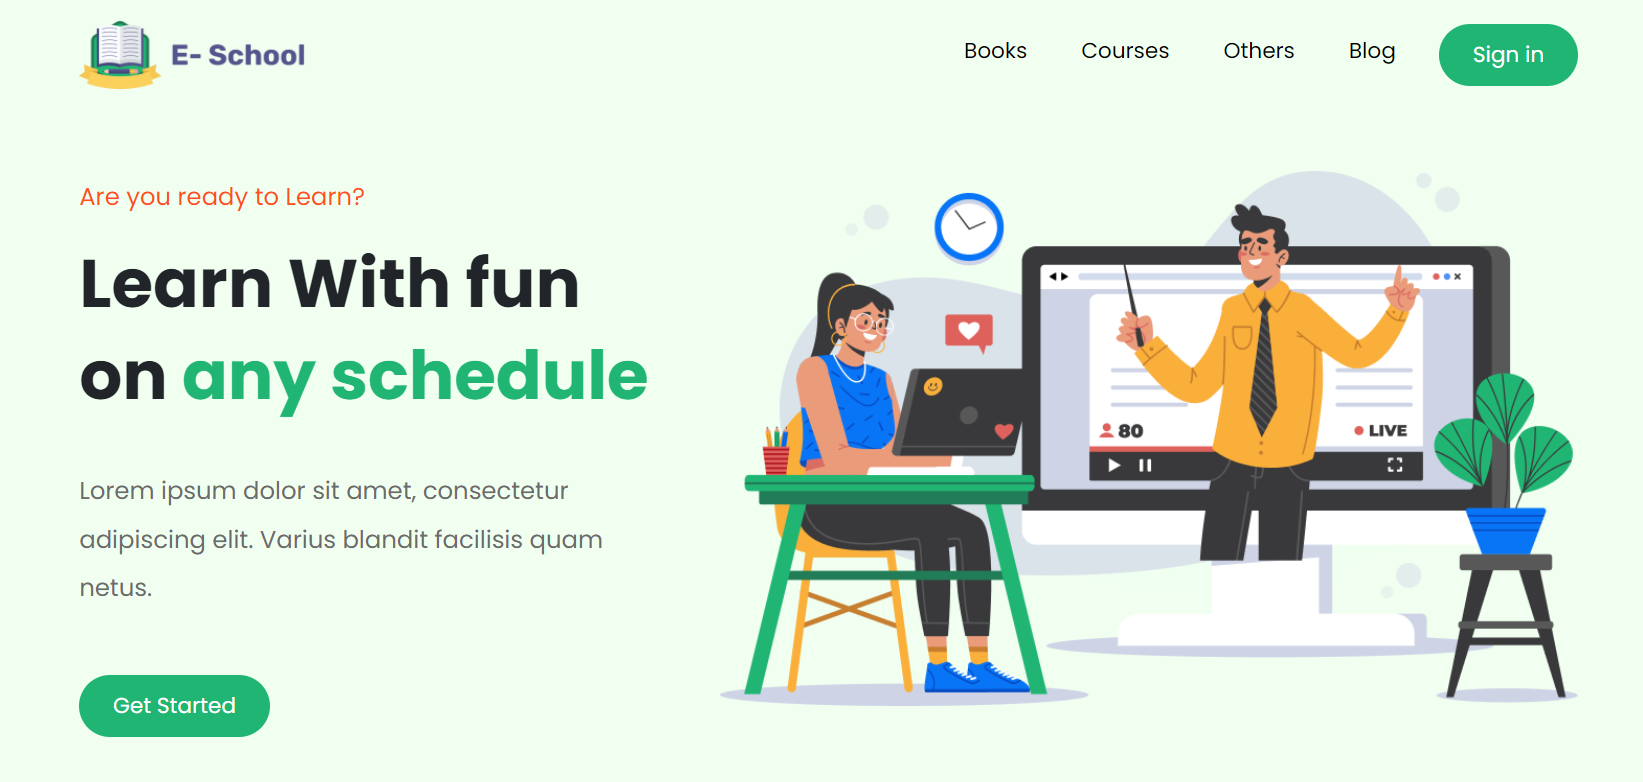 E- School
Books
Courses
Others
Blog
Sign in
Are you ready to Learn?
Learn With fun
on any schedule
Lorem ipsum dolor sit amet, consectetur
adipiscing elit. Varius blandit facilisis quam
netus.
Get Started
80
LIVE